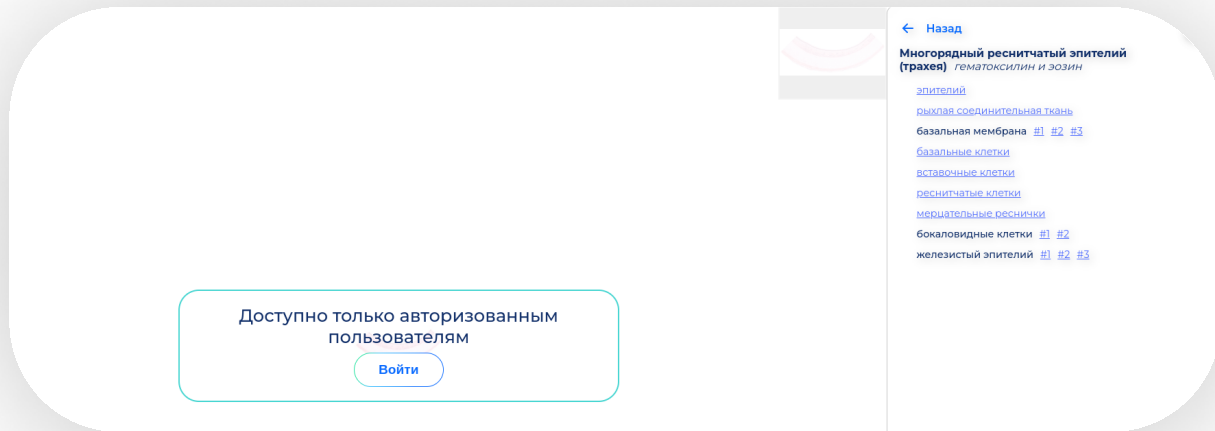 Назад
Многорядный реснитчатый эпителий
(трахея) гематоксилин и эозин
эпителий
рыхлая соединительная ткань
базальная мембрана #1 #2 #3
базальные клетки
вставочные клетки
реснитчатые клетки
мерцательные реснички
бокаловидные клетки #1 #2
железистый эпителий #1 #2 #3
Доступно только авторизованным
пользователям
Войти